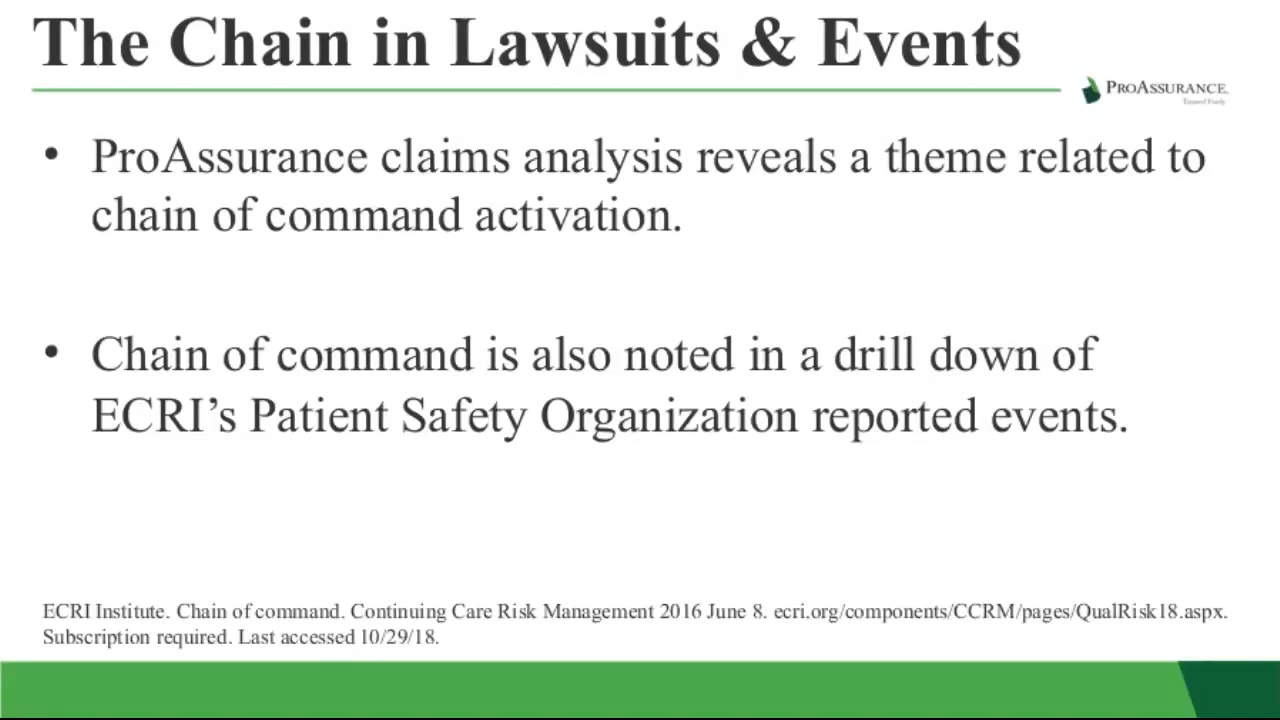 The Chain in Lawsuits & Events
PROASSURANCE.
Treated Fairly
• ProAssurance claims analysis reveals a theme related to
chain of command activation.
• Chain of command is also noted in a drill down of
ECRI’s Patient Safety Organization reported events.
ECRI Institute. Chain of command. Continuing Care Risk Management 2016 June 8. ecri.org/components/CCRM/pages/QualRisk18.aspx.
Subscription required. Last accessed 10/29/18.